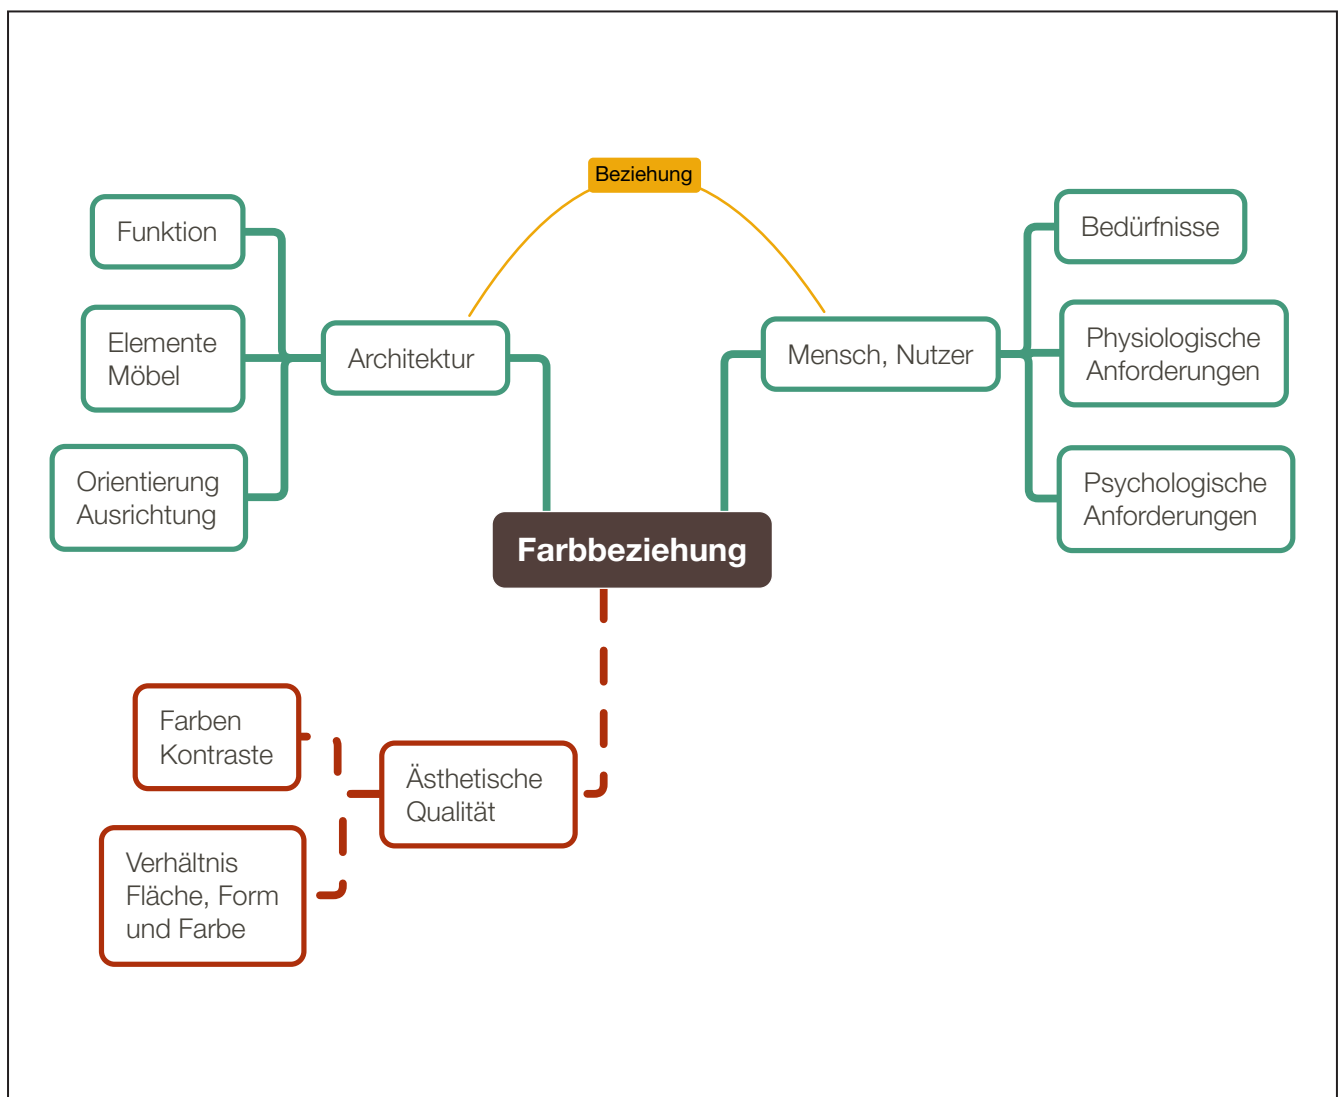 Beziehung
Funktion
Elemente
Möbel
Orientierung
Ausrichtung
Architektur
Mensch, Nutzer
Bedürfnisse
Physiologische
Anforderungen
Psychologische
Anforderungen
Farbbeziehung
Farben
Kontraste
Ästhetische
Qualität
Verhältnis
Fläche, Form
und Farbe